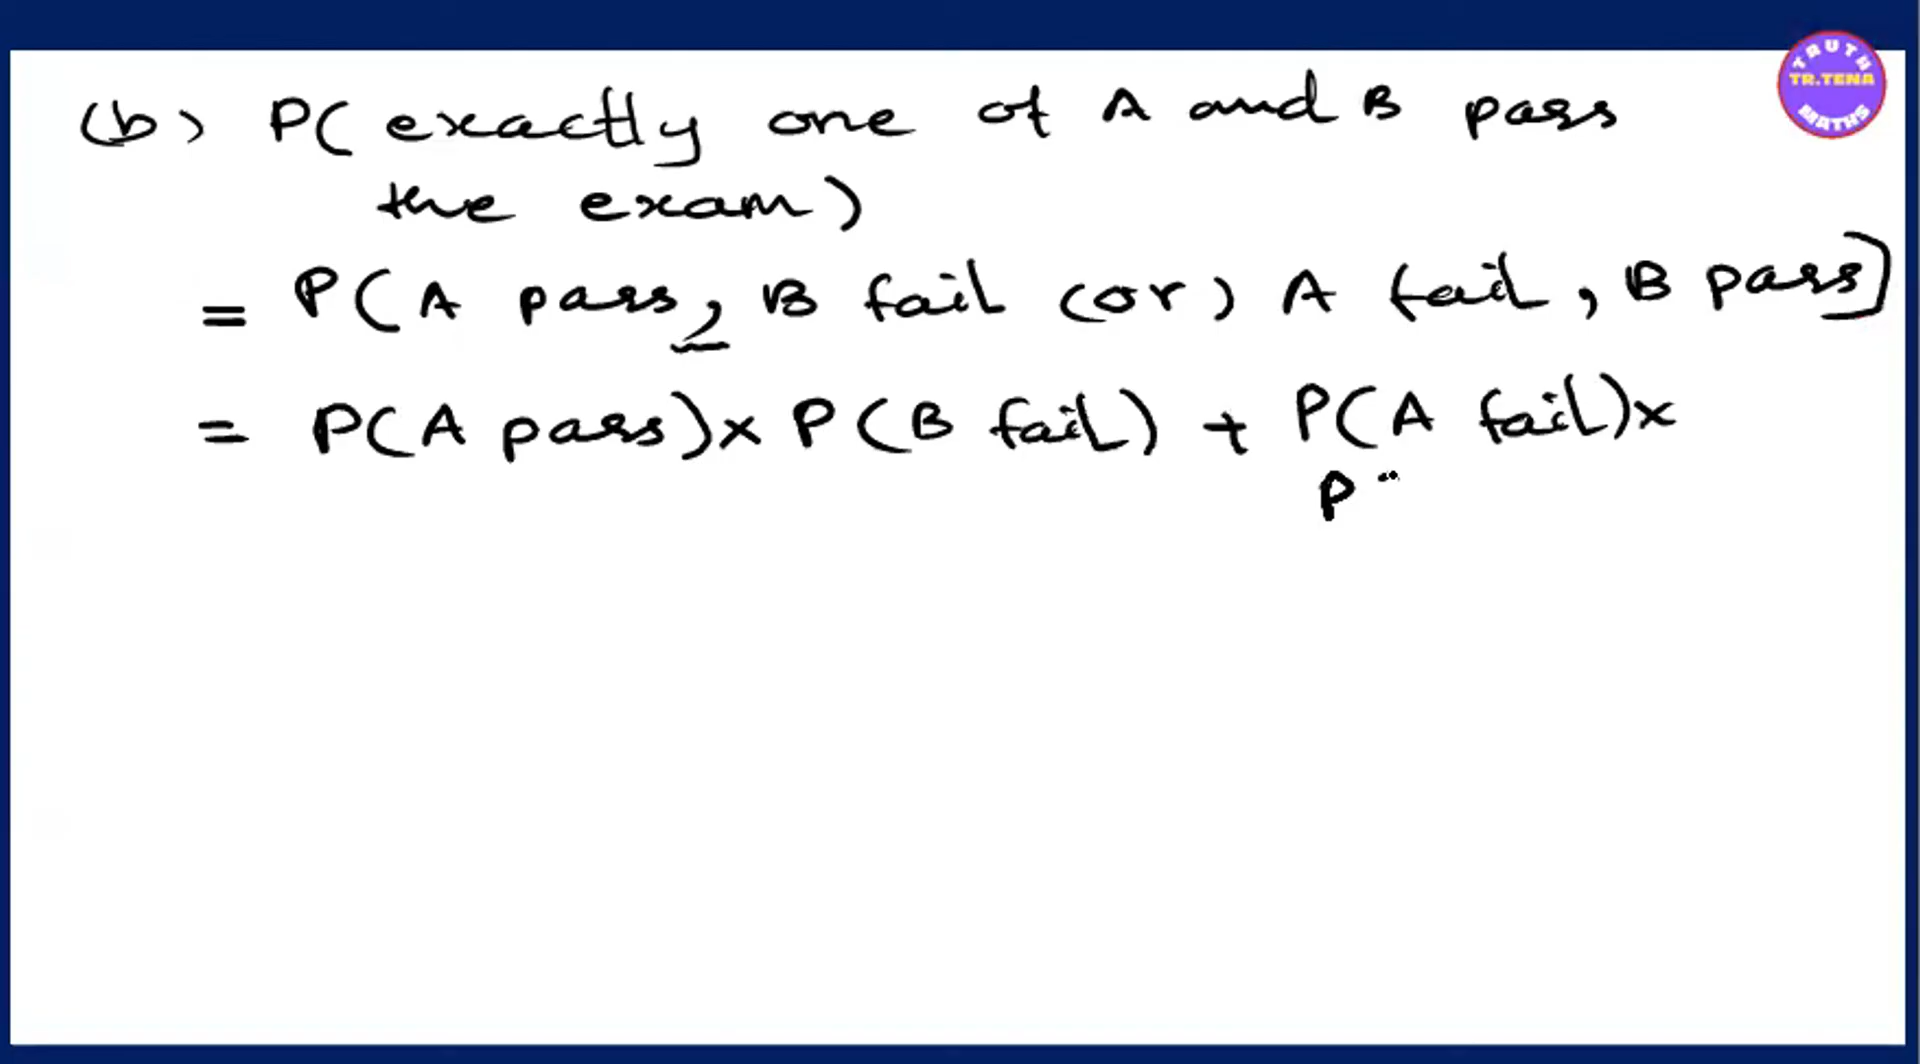 TRUTH
TR.TENA
MATHS
(b) P( exactly one of A and B pass
the exam)
= P( A pass, B fail (or) A fail, B pass]
= P(A pass)x P(B fail) + P(A fail)x
P